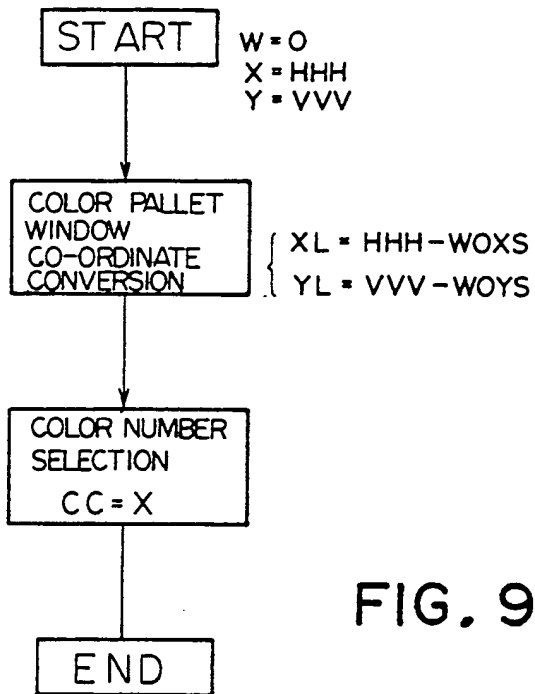 START
W = 0
X = HHH
Y = VVV
COLOR PALLET
WINDOW
CO-ORDINATE
CONVERSION
XL = HHH - WOXS
YL = VVV - WOYS
COLOR NUMBER
SELECTION
CC = X
END
FIG. 9